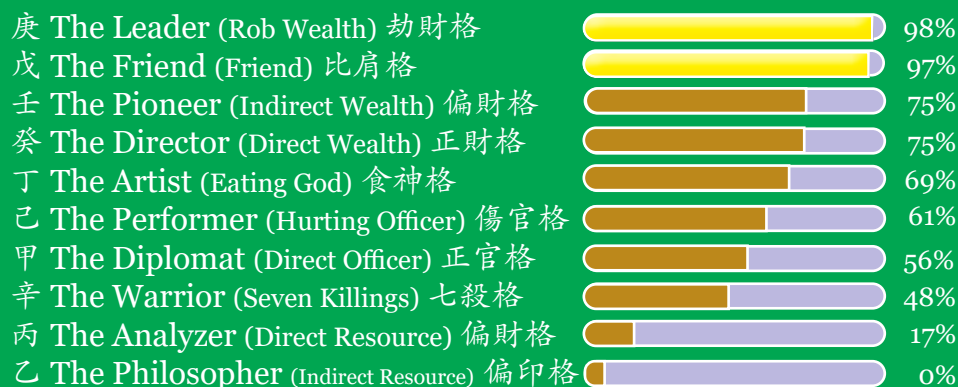 庚 The Leader (Rob Wealth) 劫財格 98%
戊 The Friend (Friend) 比肩格 97%
壬 The Pioneer (Indirect Wealth) 偏財格 75%
癸 The Director (Direct Wealth) 正財格 75%
丁 The Artist (Eating God) 食神格 69%
己 The Performer (Hurting Officer) 傷官格 61%
甲 The Diplomat (Direct Officer) 正官格 56%
辛 The Warrior (Seven Killings) 七殺格 48%
丙 The Analyzer (Direct Resource) 偏財格 17%
乙 The Philosopher (Indirect Resource) 偏印格 0%